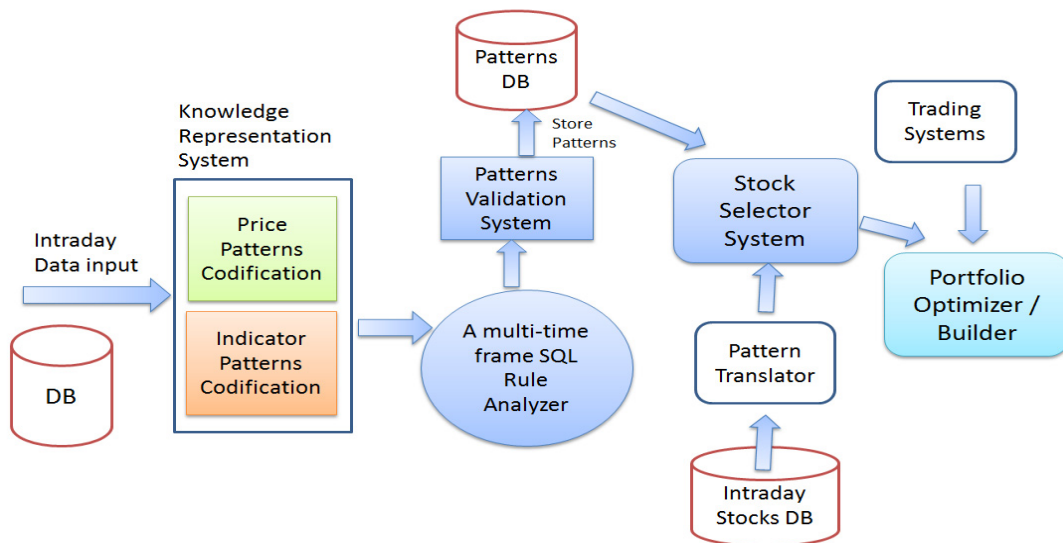 Patterns
DB
Trading
Systems
Knowledge
Representation
System
Store
Patterns
Patterns
Validation
System
Stock
Selector
System
Price
Patterns
Codification
Intraday
Data input
Portfolio
Optimizer /
Builder
Indicator
Patterns
Codification
A multi-time
frame SQL
Rule
Analyzer
Pattern
Translator
DB
Intraday
Stocks DB